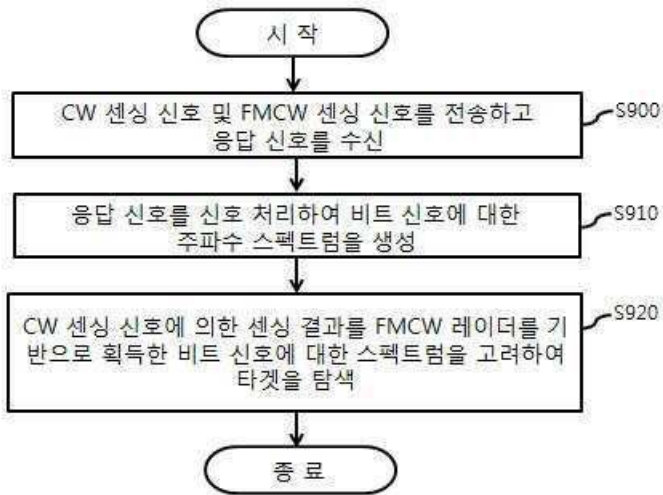 시 작
CW 센싱 신호 및 FMCW 센싱 신호를 전송하고
응답 신호를 수신
S900
응답 신호를 신호 처리하여 비트 신호에 대한
주파수 스펙트럼을 생성
S910
CW 센싱 신호에 의한 센싱 결과를 FMCW 레이더를 기
반으로 획득한 비트 신호에 대한 스펙트럼을 고려하여
타겟을 탐색
S920
종 료